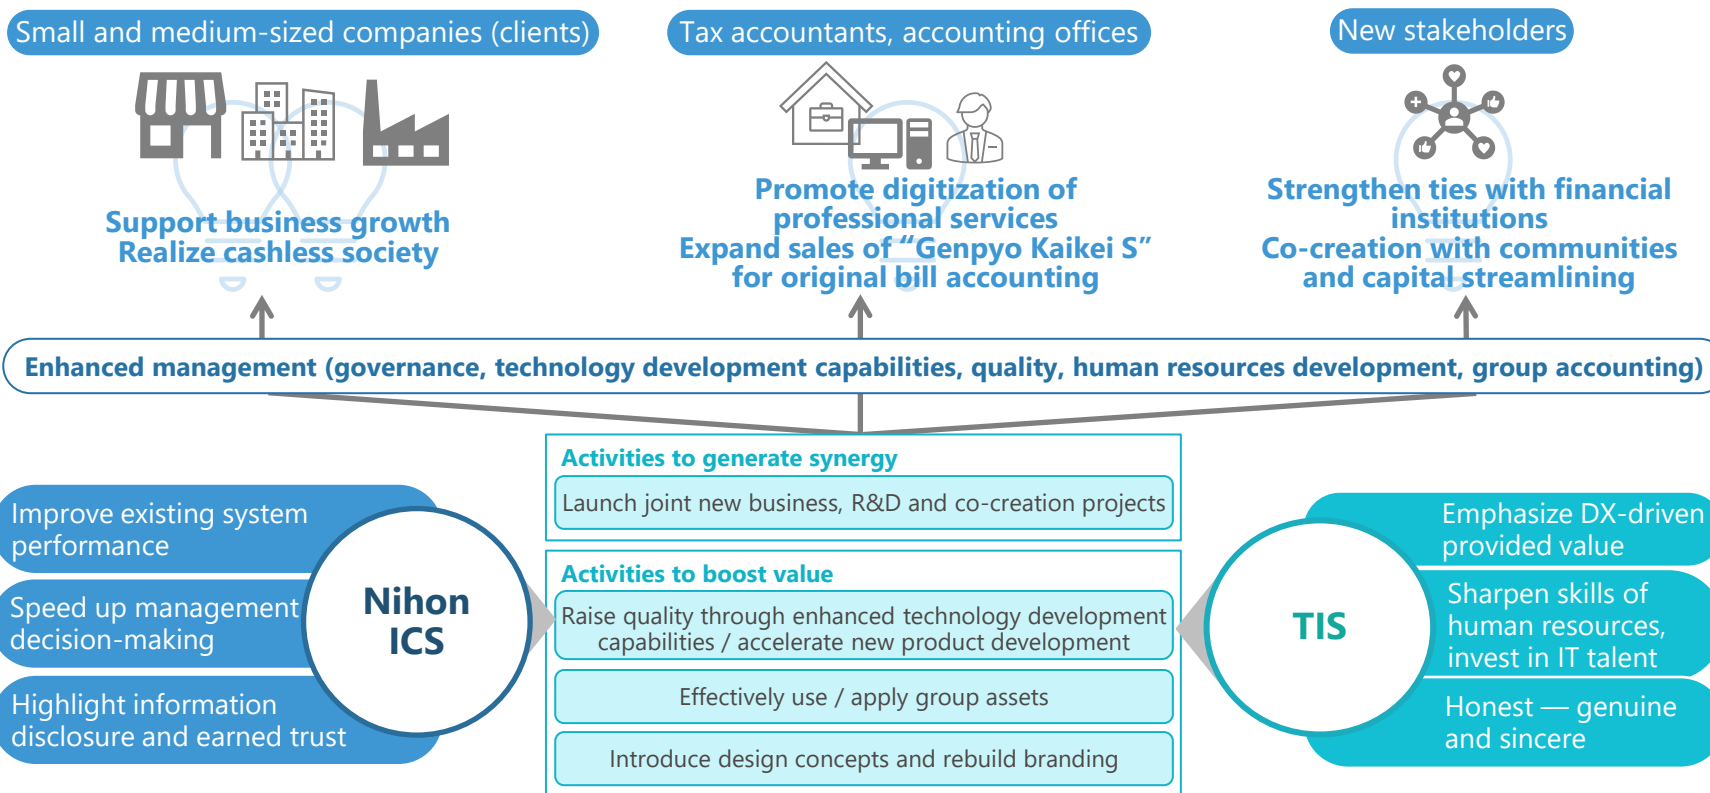 Small and medium-sized companies (clients)
Tax accountants, accounting offices
New stakeholders
Support business growth
Realize cashless society
Promote digitization of
professional services
Expand sales of “Genpyo Kaikei S”
for original bill accounting
Strengthen ties with financial
institutions
Co-creation with communities
and capital streamlining
Enhanced management (governance, technology development capabilities, quality, human resources development, group accounting)
Improve existing system
performance
Speed up management
decision-making
Highlight information
disclosure and earned trust
Nihon
ICS
Activities to generate synergy
Launch joint new business, R&D and co-creation projects
Activities to boost value
Raise quality through enhanced technology development
capabilities / accelerate new product development
Effectively use / apply group assets
Introduce design concepts and rebuild branding
TIS
Emphasize DX-driven
provided value
Sharpen skills of
human resources,
invest in IT talent
Honest — genuine
and sincere